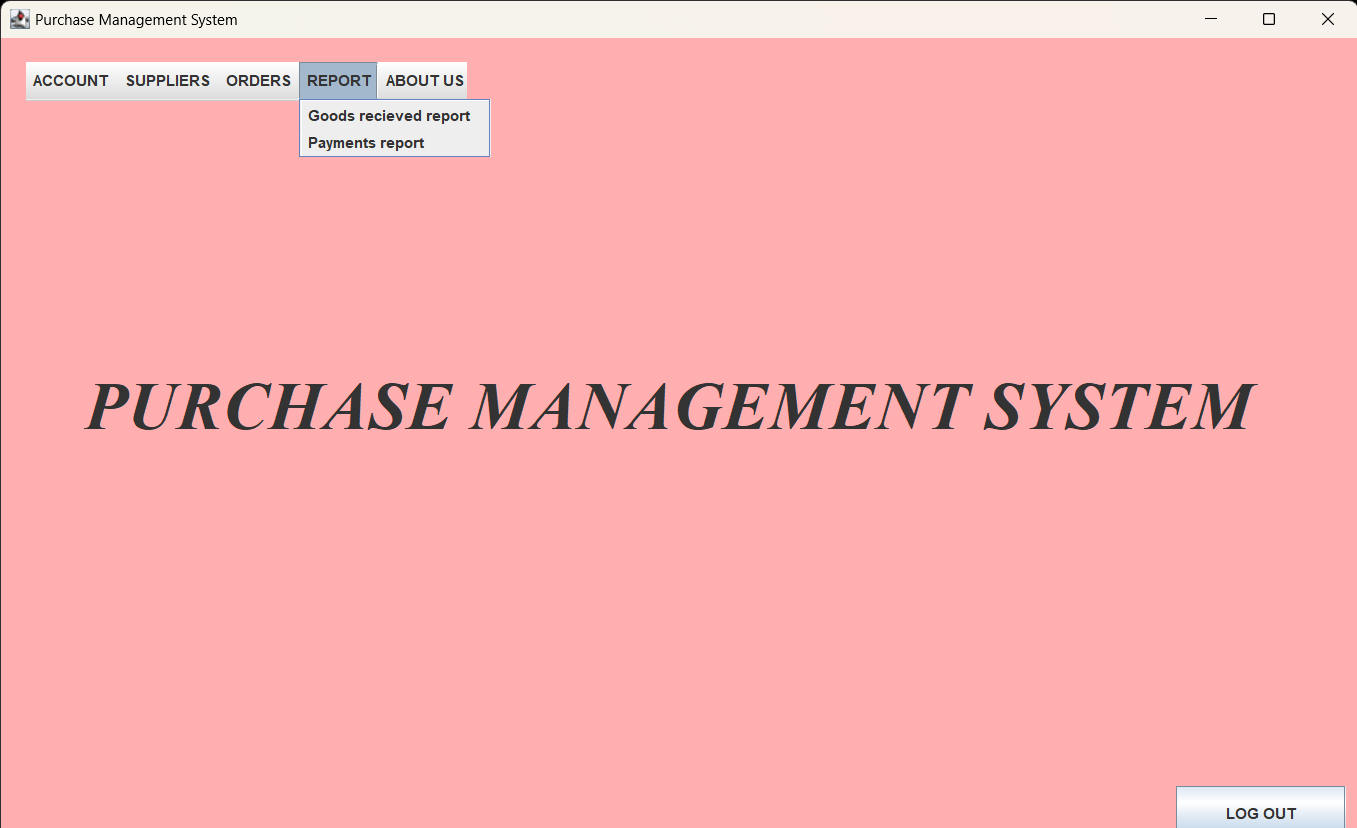 Purchase Management System
ACCOUNT SUPPLIERS ORDERS REPORT ABOUT US
Goods recieved report
Payments report
PURCHASE MANAGEMENT SYSTEM
LOG OUT